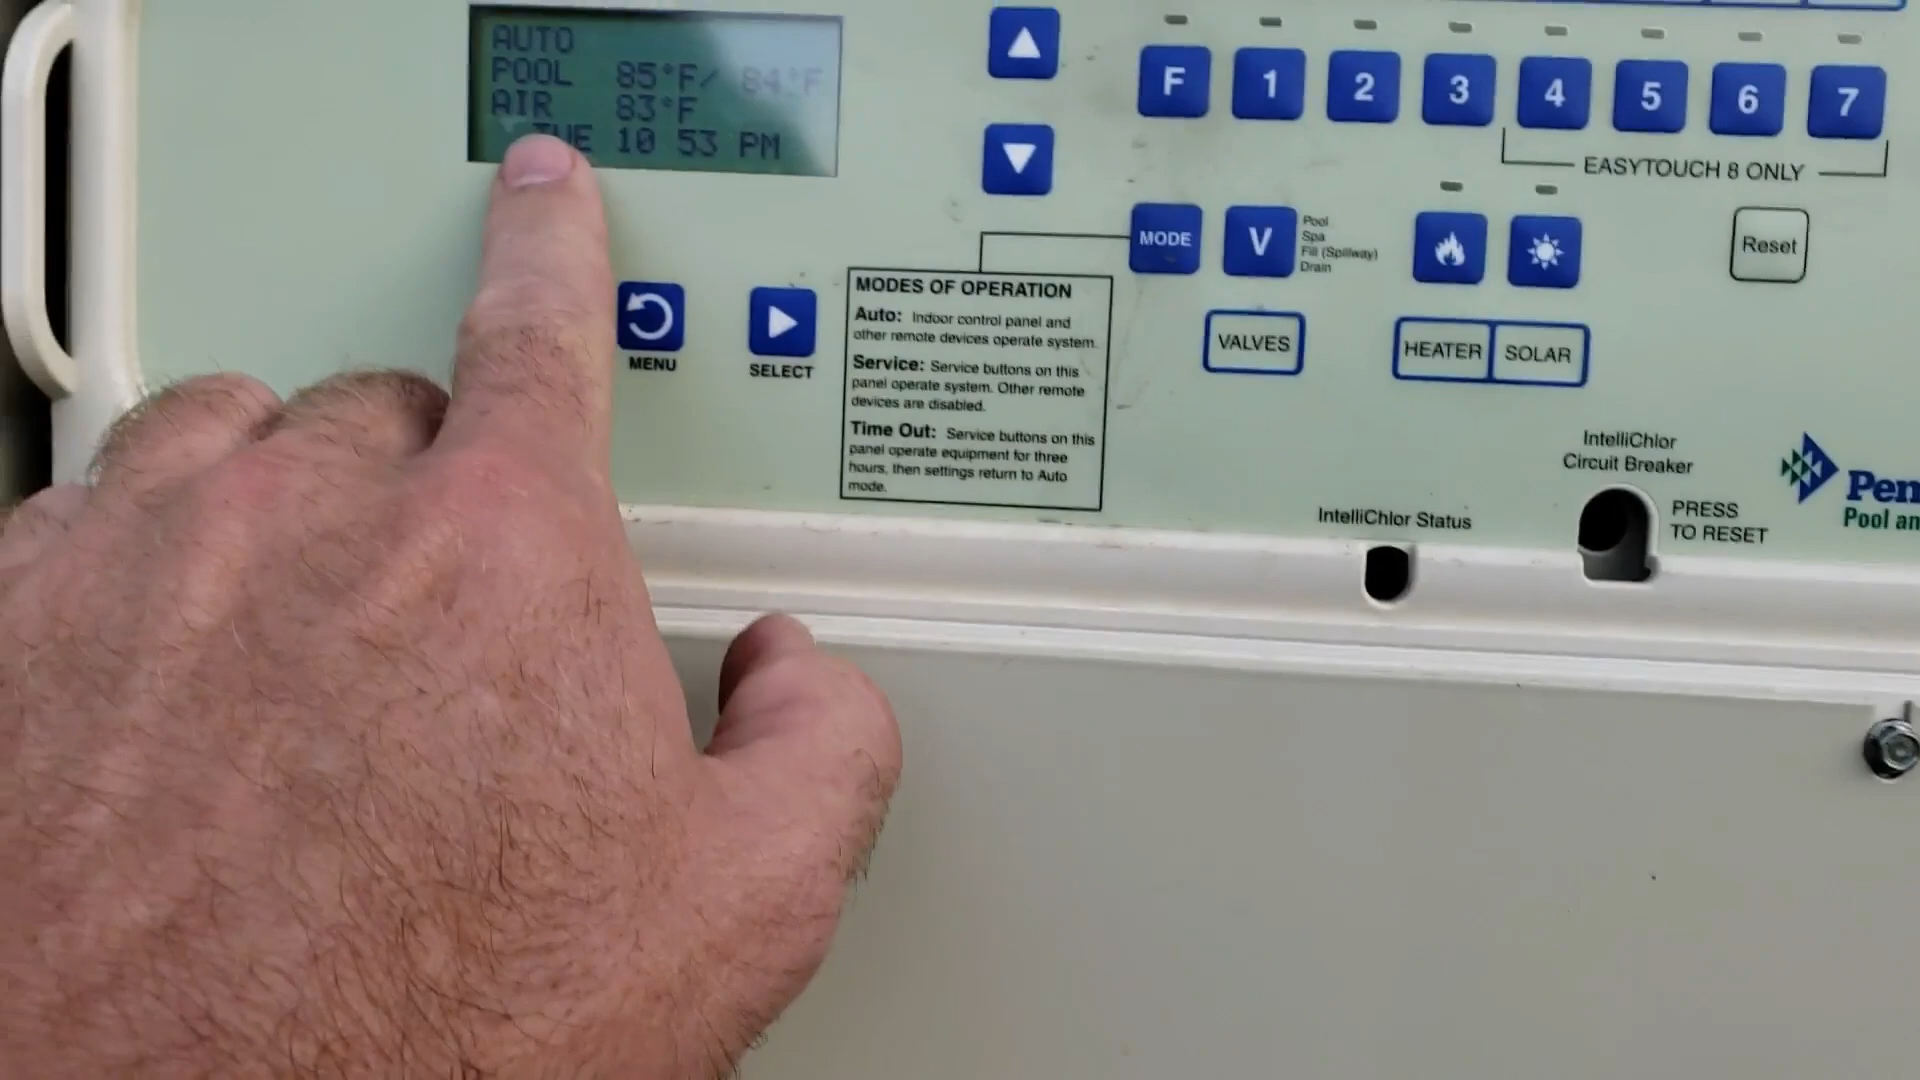 AUTO
POOL 85°F/ 84°F
AIR 83°F
TUE 10 53 PM
F 1 2 3 4 5 6 7
EASYTOUCH 8 ONLY
MODE
V
Pool
Spa
Fill (Spillway)
Drain
Reset
MENU
SELECT
MODES OF OPERATION
Auto: Indoor control panel and
other remote devices operate system.
Service: Service buttons on this
panel operate system. Other remote
devices are disabled.
Time Out: Service buttons on this
panel operate equipment for three
hours, then settings return to Auto
mode.
VALVES
HEATER SOLAR
IntelliChlor
Circuit Breaker
IntelliChlor Status
PRESS
TO RESET
Pen
Pool an